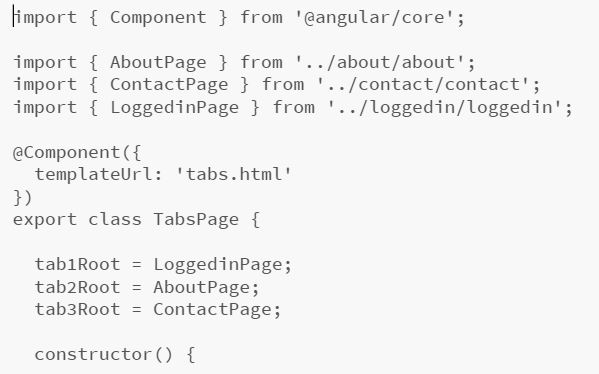 import { Component } from '@angular/core';
import { AboutPage } from '../about/about';
import { ContactPage } from '../contact/contact';
import { LoggedinPage } from '../loggedin/loggedin';
@Component({
  templateUrl: 'tabs.html'
})
export class TabsPage {
  tab1Root = LoggedinPage;
  tab2Root = AboutPage;
  tab3Root = ContactPage;
  constructor() {